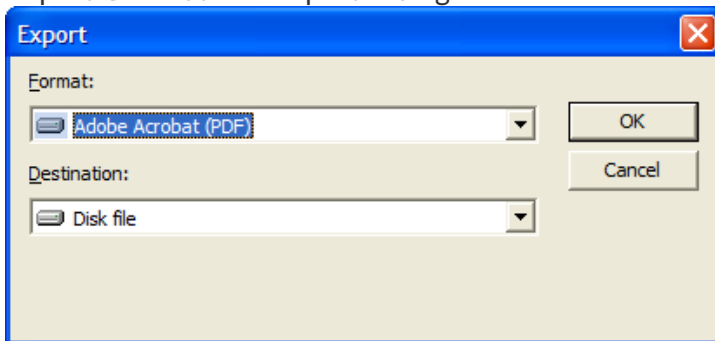 Export
Format:
Adobe Acrobat (PDF)
OK
Destination:
Cancel
Disk file